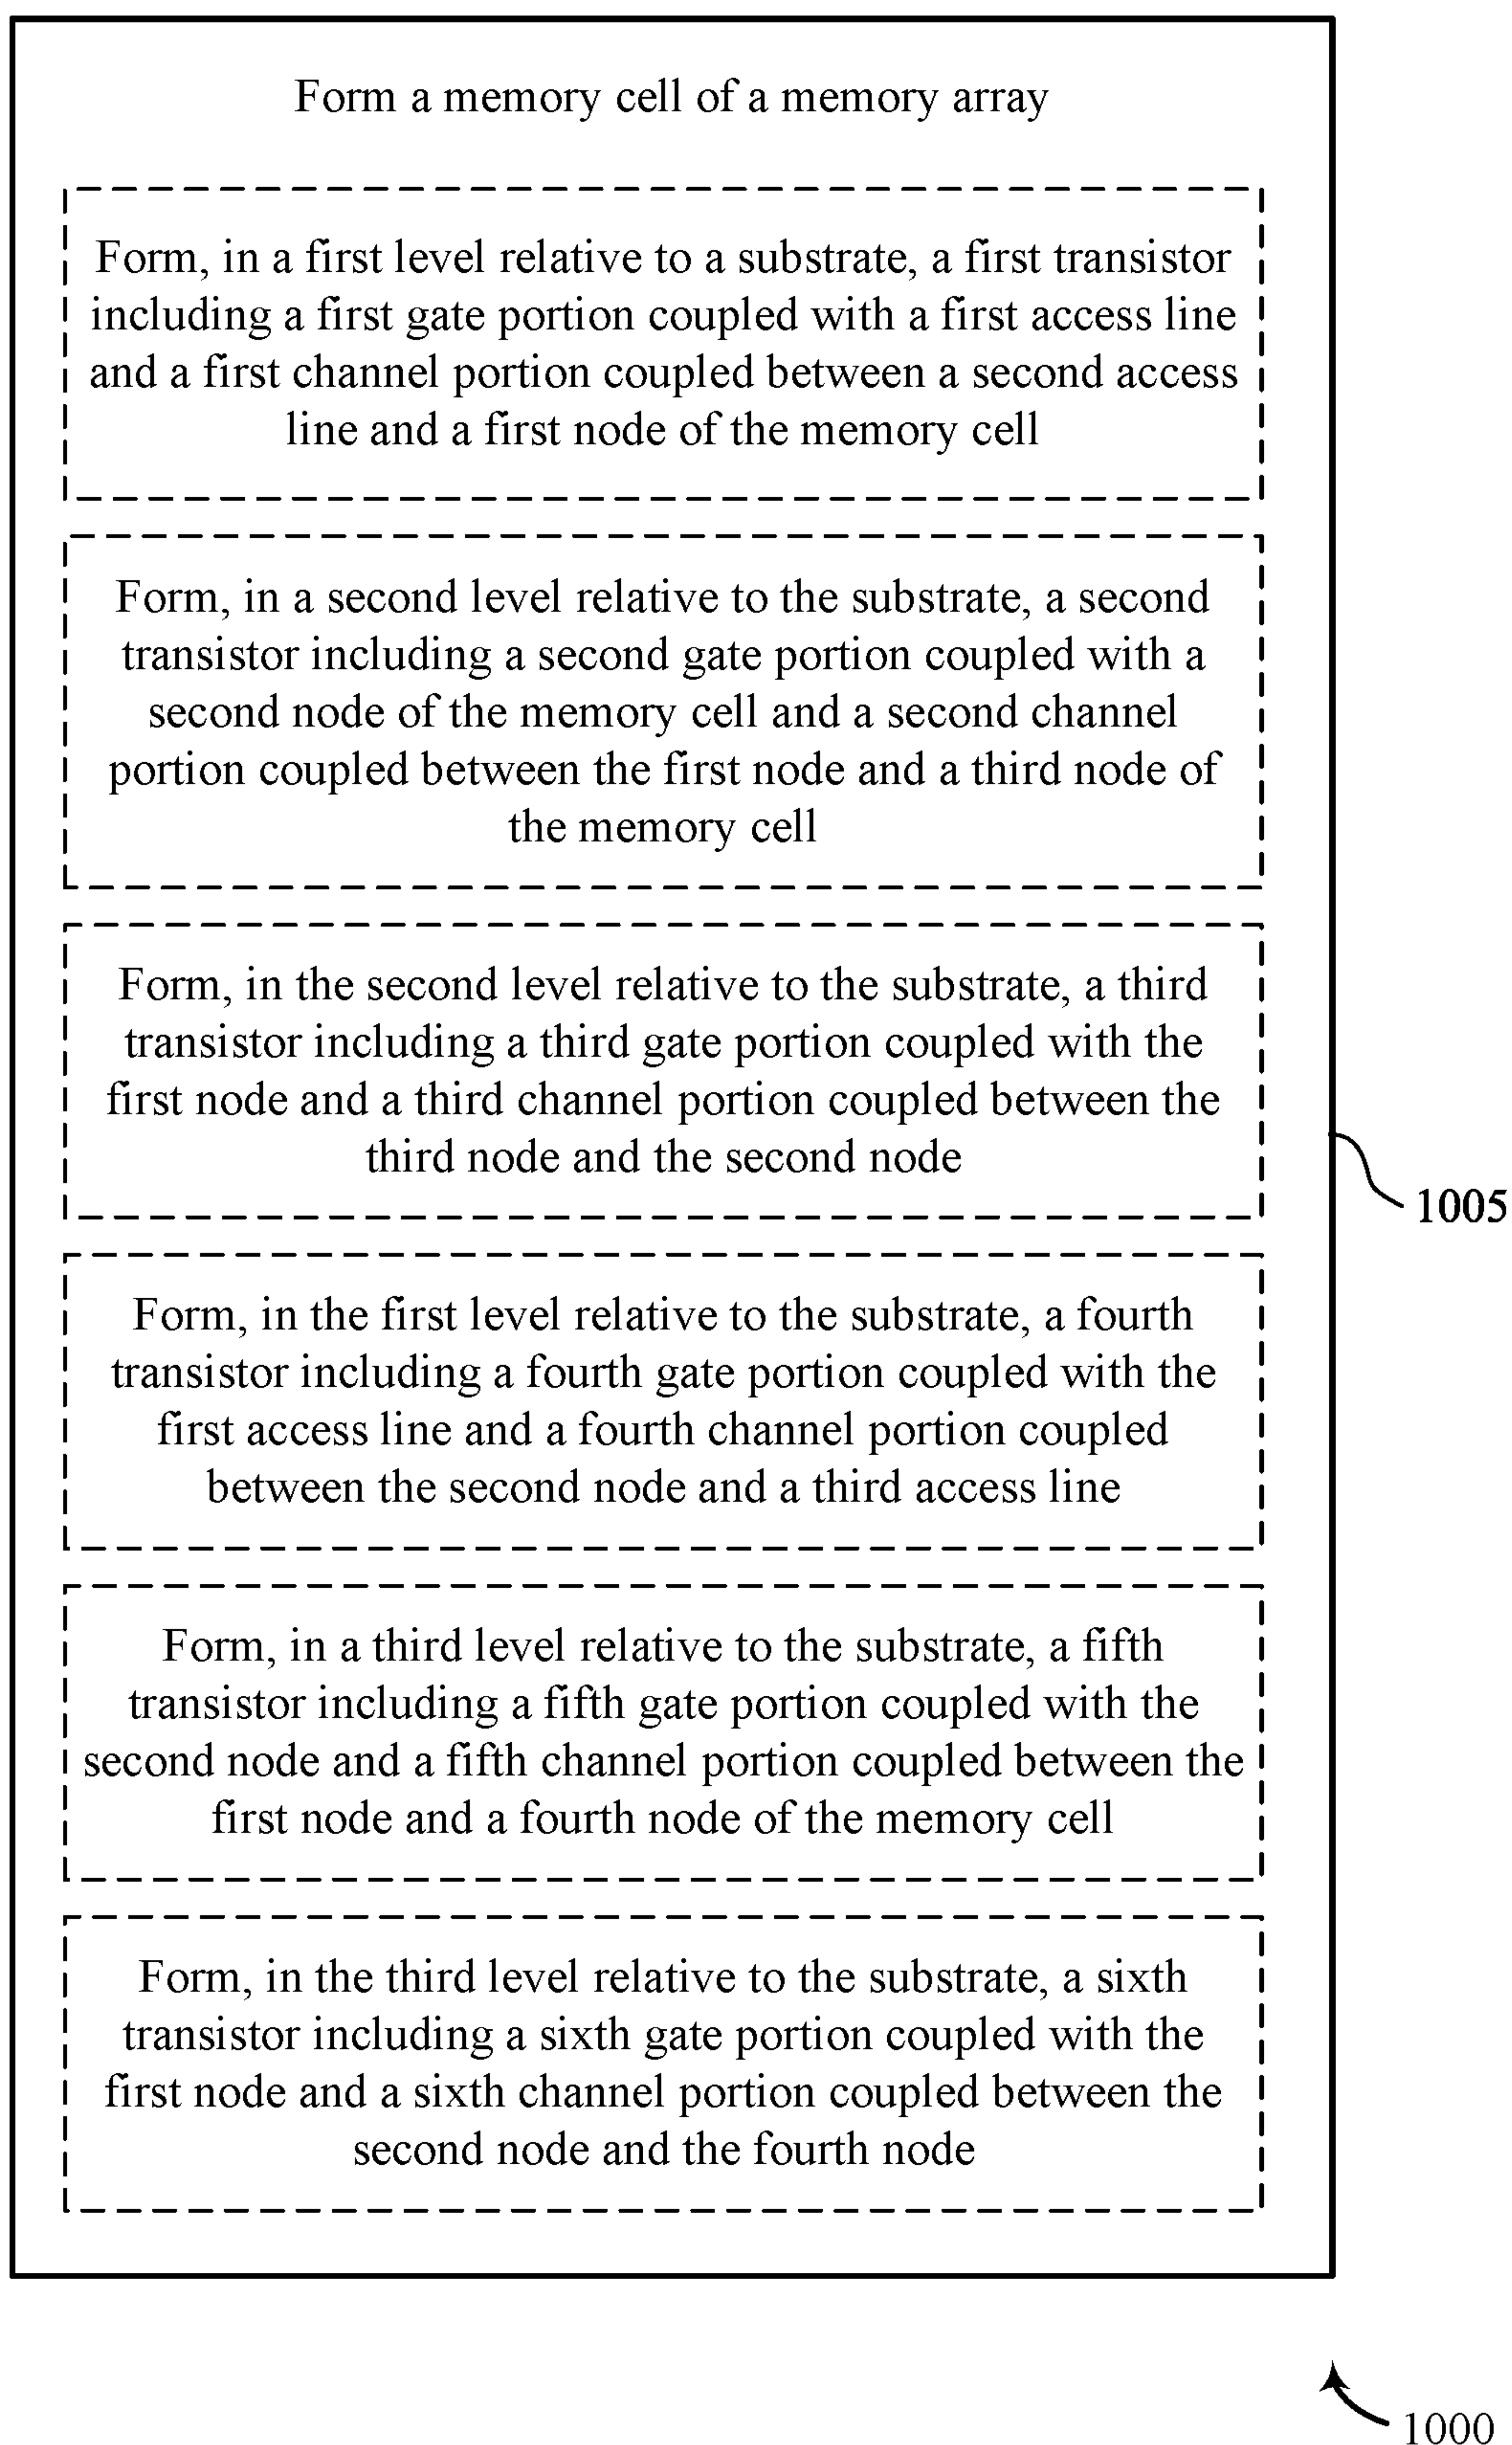 Form a memory cell of a memory array
Form, in a first level relative to a substrate, a first transistor
including a first gate portion coupled with a first access line
and a first channel portion coupled between a second access
line and a first node of the memory cell
Form, in a second level relative to the substrate, a second
transistor including a second gate portion coupled with a
second node of the memory cell and a second channel
portion coupled between the first node and a third node of
the memory cell
Form, in the second level relative to the substrate, a third
transistor including a third gate portion coupled with the
first node and a third channel portion coupled between the
third node and the second node
1005
Form, in the first level relative to the substrate, a fourth
transistor including a fourth gate portion coupled with the
first access line and a fourth channel portion coupled
between the second node and a third access line
Form, in a third level relative to the substrate, a fifth
transistor including a fifth gate portion coupled with the
second node and a fifth channel portion coupled between the
first node and a fourth node of the memory cell
Form, in the third level relative to the substrate, a sixth
transistor including a sixth gate portion coupled with the
first node and a sixth channel portion coupled between the
second node and the fourth node
1000